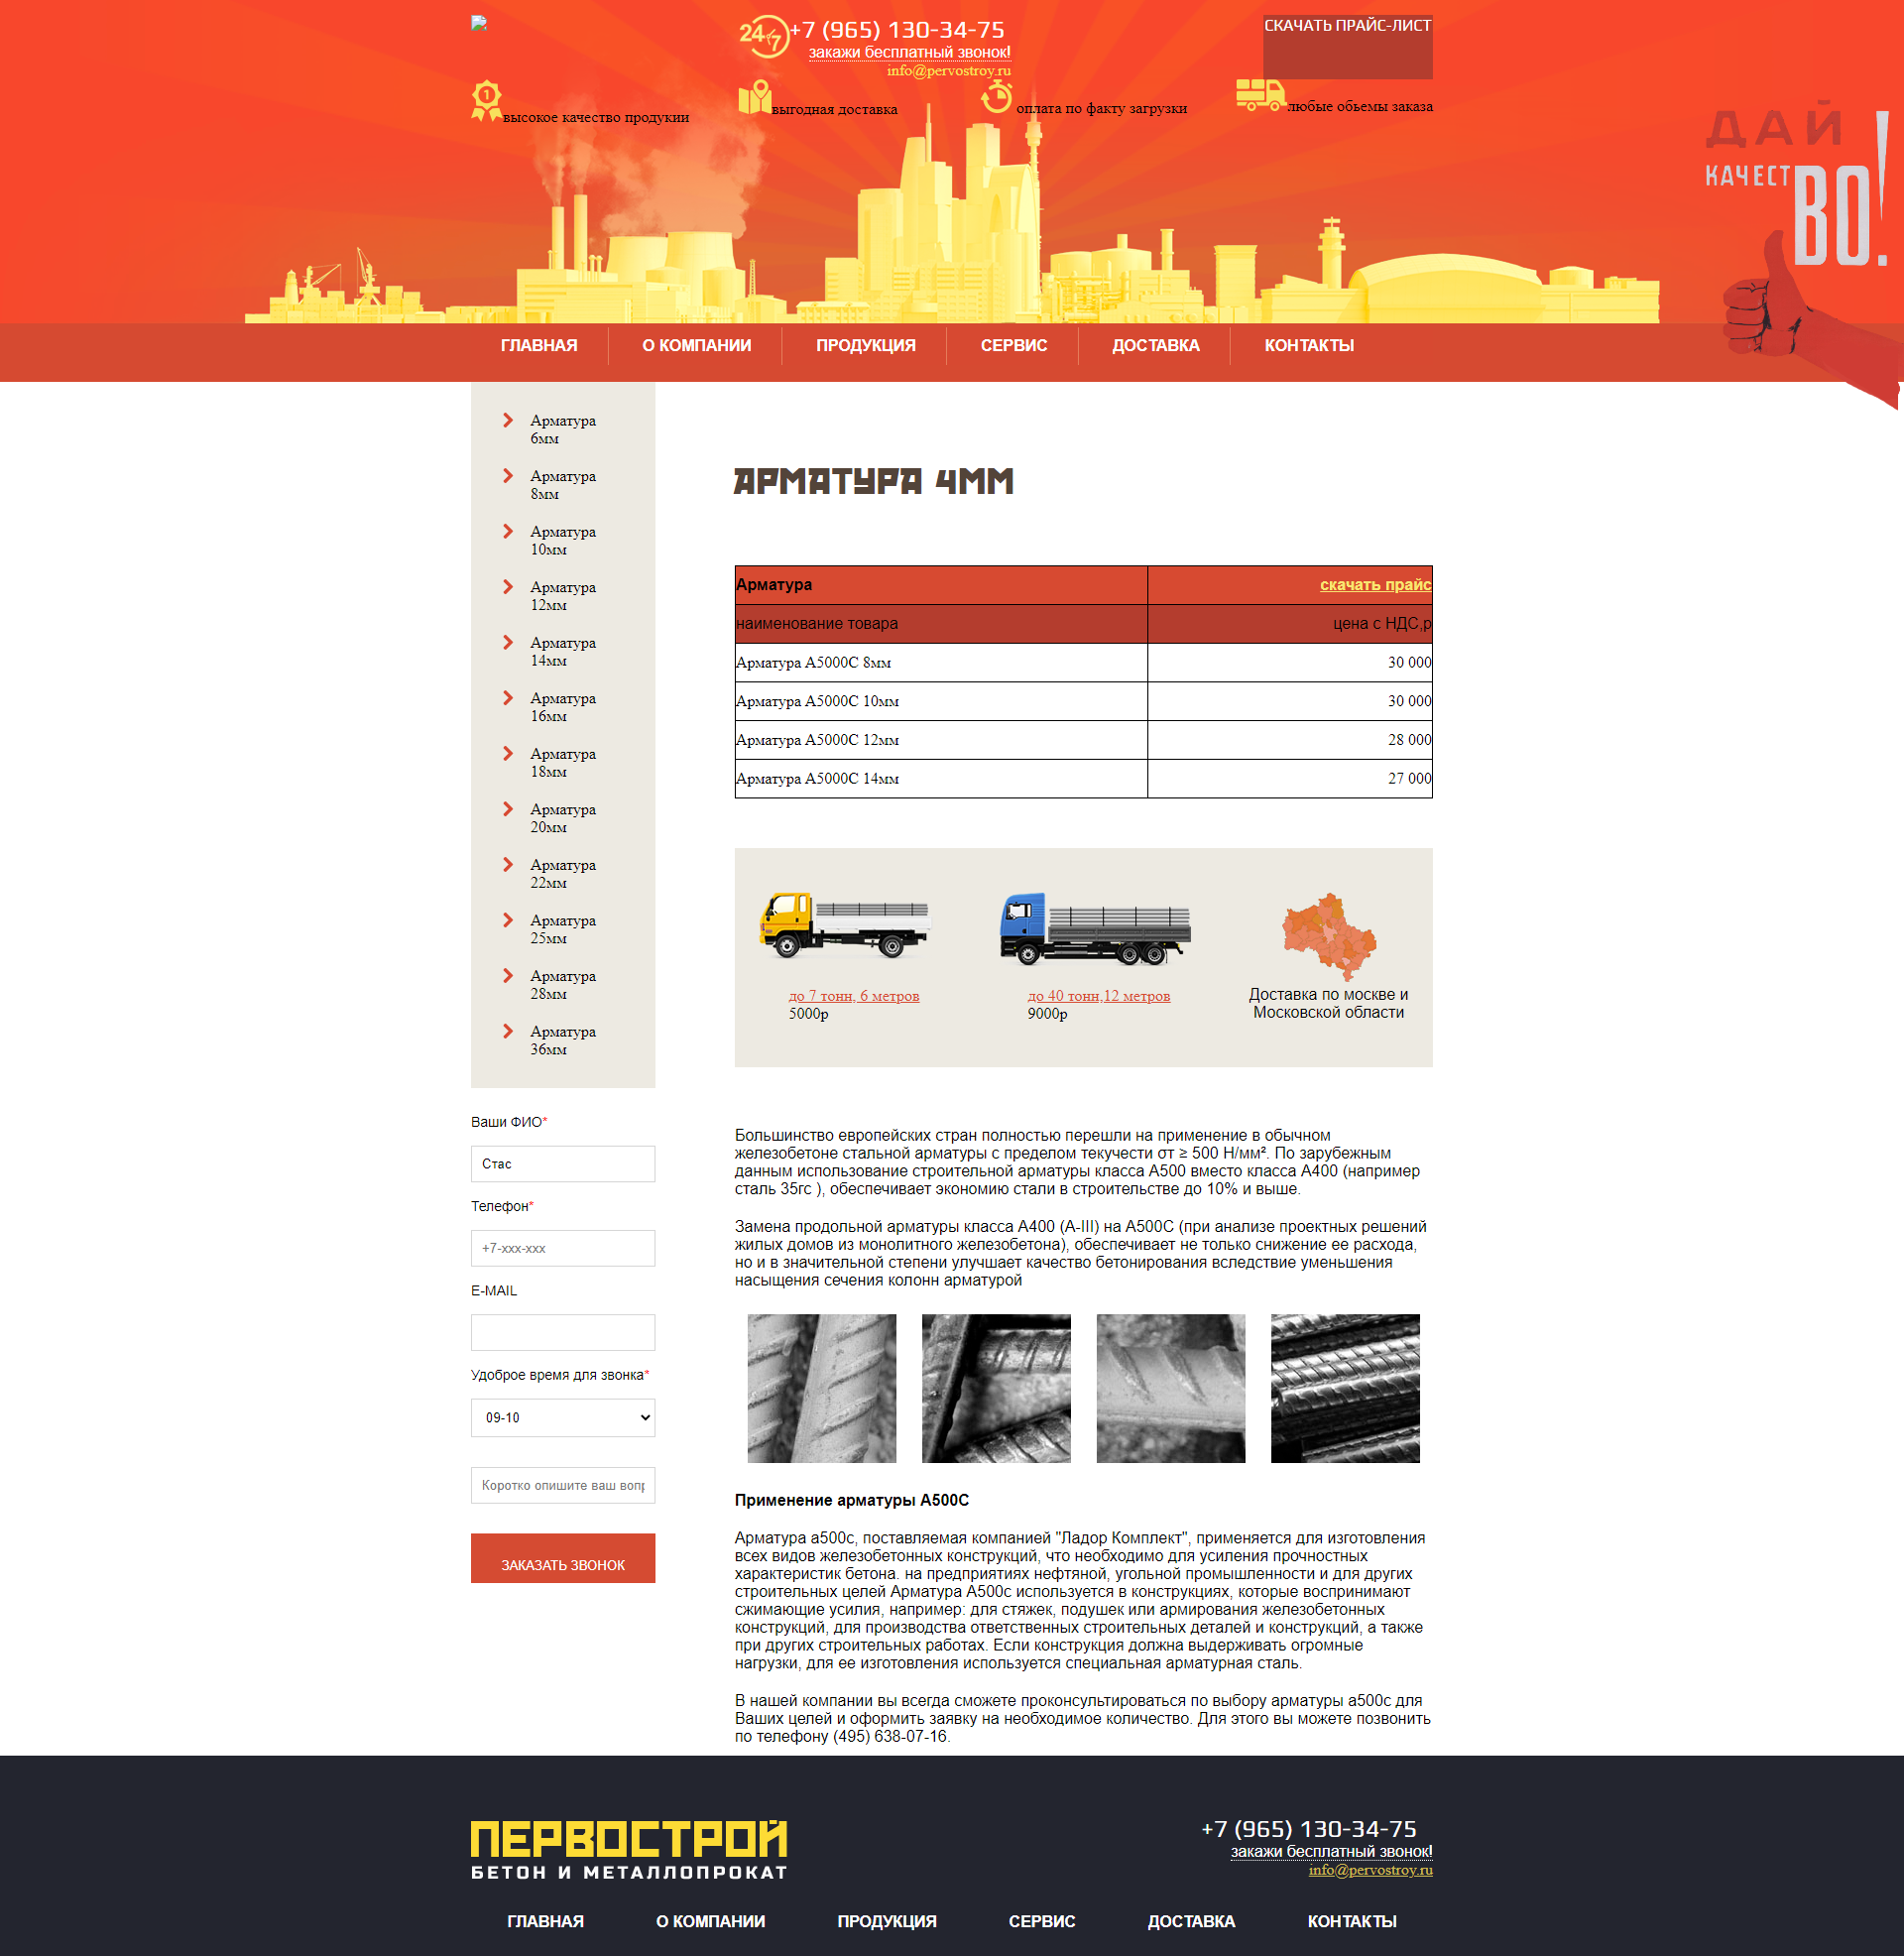 24/7 +7 (965) 130-34-75
закажи бесплатный звонок!
info@pervostroy.ru
СКАЧАТЬ ПРАЙС-ЛИСТ
1 высокое качество продукии
выгодная доставка
оплата по факту загрузки
любые обьемы заказа
ДАЙ
КАЧЕСТВО!
ГЛАВНАЯ
О КОМПАНИИ
ПРОДУКЦИЯ
СЕРВИС
ДОСТАВКА
КОНТАКТЫ
Арматура
6мм
Арматура
8мм
Арматура
10мм
Арматура
12мм
Арматура
14мм
Арматура
16мм
Арматура
18мм
Арматура
20мм
Арматура
22мм
Арматура
25мм
Арматура
28мм
Арматура
36мм
Ваши ФИО*
Стас
Телефон*
+7-xxx-xxx
E-MAIL
Удоброе время для звонка*
09-10
Коротко опишите ваш вопр
ЗАКАЗАТЬ ЗВОНОК
АРМАТУРА 4ММ
Арматура скачать прайс
наименование товара цена с НДС,р
Арматура А5000С 8мм 30 000
Арматура А5000С 10мм 30 000
Арматура А5000С 12мм 28 000
Арматура А5000С 14мм 27 000
до 7 тонн, 6 метров
5000р
до 40 тонн,12 метров
9000р
Доставка по москве и
Московской области
Большинство европейских стран полностью перешли на применение в обычном
железобетоне стальной арматуры с пределом текучести σт ≥ 500 Н/мм². По зарубежным
данным использование строительной арматуры класса А500 вместо класса А400 (например
сталь 35гс ), обеспечивает экономию стали в строительстве до 10% и выше.
Замена продольной арматуры класса А400 (А-III) на А500С (при анализе проектных решений
жилых домов из монолитного железобетона), обеспечивает не только снижение ее расхода,
но и в значительной степени улучшает качество бетонирования вследствие уменьшения
насыщения сечения колонн арматурой
Применение арматуры А500С
Арматура а500с, поставляемая компанией "Ладор Комплект", применяется для изготовления
всех видов железобетонных конструкций, что необходимо для усиления прочностных
характеристик бетона. на предприятиях нефтяной, угольной промышленности и для других
строительных целей Арматура А500с используется в конструкциях, которые воспринимают
сжимающие усилия, например: для стяжек, подушек или армирования железобетонных
конструкций, для производства ответственных строительных деталей и конструкций, а также
при других строительных работах. Если конструкция должна выдерживать огромные
нагрузки, для ее изготовления используется специальная арматурная сталь.
В нашей компании вы всегда сможете проконсультироваться по выбору арматуры а500с для
Ваших целей и оформить заявку на необходимое количество. Для этого вы можете позвонить
по телефону (495) 638-07-16.
ПЕРВОСТРОЙ
БЕТОН И МЕТАЛЛОПРОКАТ
+7 (965) 130-34-75
закажи бесплатный звонок!
info@pervostroy.ru
ГЛАВНАЯ
О КОМПАНИИ
ПРОДУКЦИЯ
СЕРВИС
ДОСТАВКА
КОНТАКТЫ